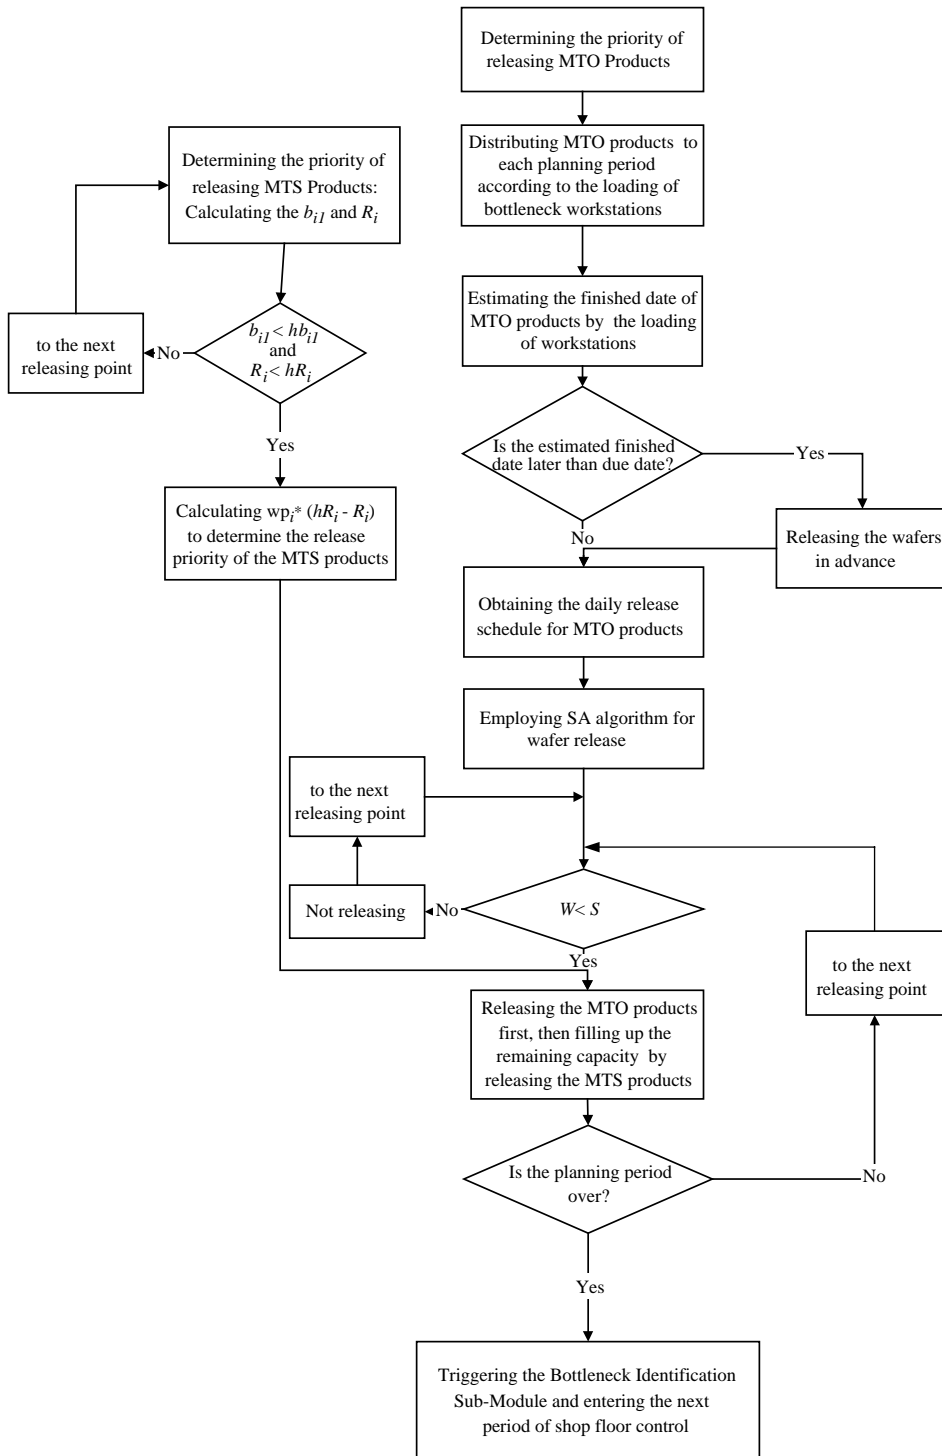 Determining the priority of
releasing MTO Products
Distributing MTO products to
each planning period
according to the loading of
bottleneck workstations
Determining the priority of
releasing MTS Products:
Calculating the b_i1 and R_i
Estimating the finished date of
MTO products by the loading
of workstations
to the next
releasing point
No
b_i1 < hb_i1
and
R_i < hR_i
Yes
Is the estimated finished
date later than due date?
Yes
No
Calculating wp_i* (hR_i - R_i)
to determine the release
priority of the MTS products
Releasing the wafers
in advance
Obtaining the daily release
schedule for MTO products
Employing SA algorithm for
wafer release
to the next
releasing point
Not releasing
No
W< S
Yes
to the next
releasing point
Releasing the MTO products
first, then filling up the
remaining capacity by
releasing the MTS products
Is the planning period
over?
No
Yes
Triggering the Bottleneck Identification
Sub-Module and entering the next
period of shop floor control